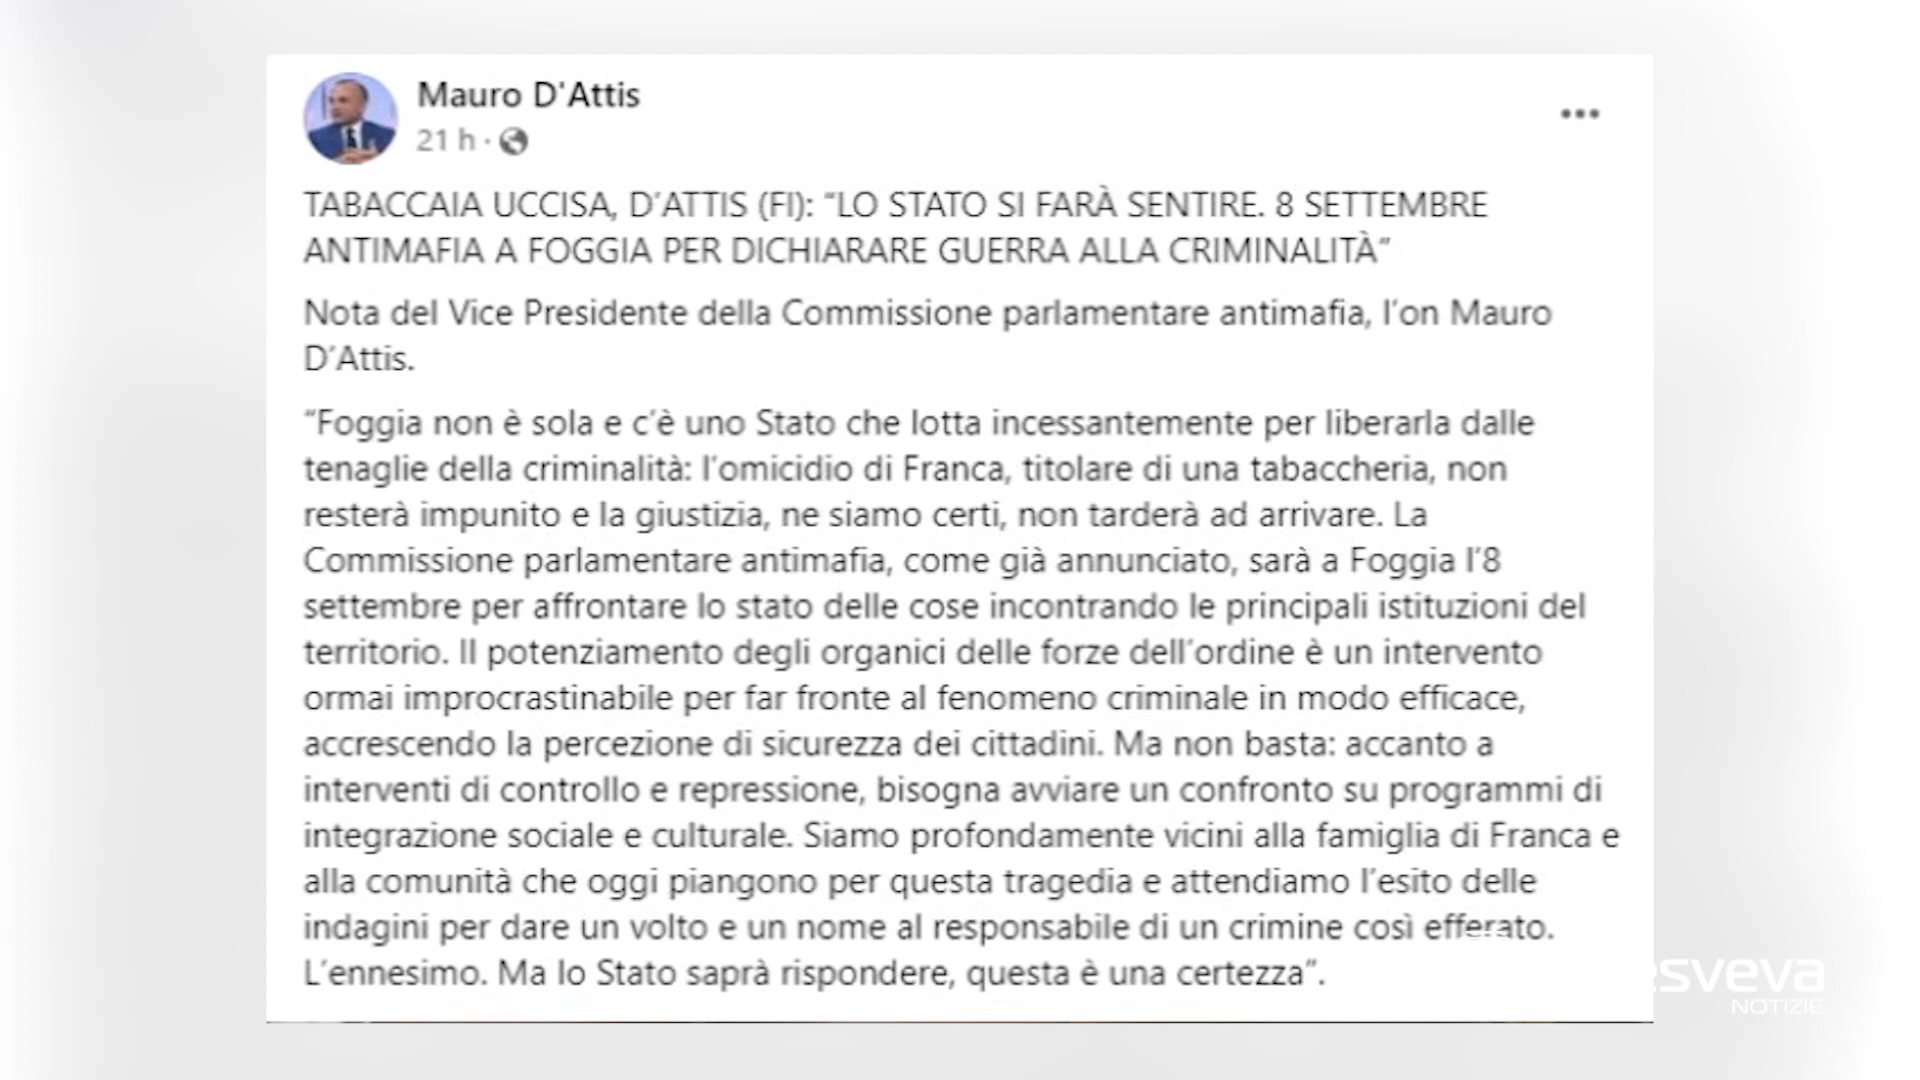 Mauro D'Attis
21 h ·
TABACCAIA UCCISA, D'ATTIS (FI): “LO STATO SI FARÀ SENTIRE. 8 SETTEMBRE
ANTIMAFIA A FOGGIA PER DICHIARARE GUERRA ALLA CRIMINALITÀ”
Nota del Vice Presidente della Commissione parlamentare antimafia, l'on Mauro
D'Attis.
“Foggia non è sola e c'è uno Stato che lotta incessantemente per liberarla dalle
tenaglie della criminalità: l'omicidio di Franca, titolare di una tabaccheria, non
resterà impunito e la giustizia, ne siamo certi, non tarderà ad arrivare. La
Commissione parlamentare antimafia, come già annunciato, sarà a Foggia l'8
settembre per affrontare lo stato delle cose incontrando le principali istituzioni del
territorio. Il potenziamento degli organici delle forze dell'ordine è un intervento
ormai improcrastinabile per far fronte al fenomeno criminale in modo efficace,
accrescendo la percezione di sicurezza dei cittadini. Ma non basta: accanto a
interventi di controllo e repressione, bisogna avviare un confronto su programmi di
integrazione sociale e culturale. Siamo profondamente vicini alla famiglia di Franca e
alla comunità che oggi piangono per questa tragedia e attendiamo l'esito delle
indagini per dare un volto e un nome al responsabile di un crimine così efferato.
L'ennesimo. Ma lo Stato saprà rispondere, questa è una certezza”.
esveva
NOTIZIE